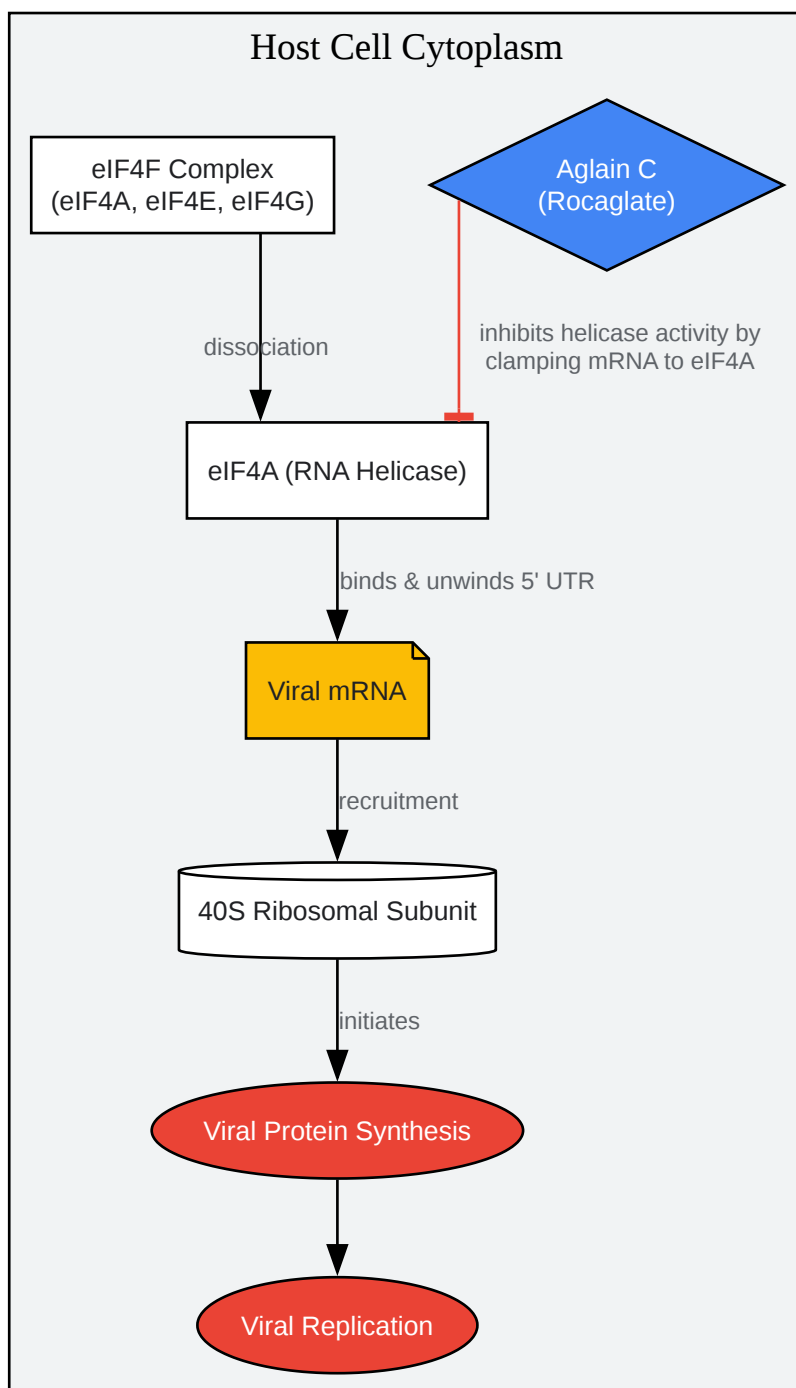 Host Cell Cytoplasm
eIF4F Complex
(eIF4A, eIF4E, eIF4G)
Aglain C
(Rocaglate)
dissociation
inhibits helicase activity by
clamping mRNA to eIF4A
eIF4A (RNA Helicase)
binds & unwinds 5' UTR
Viral mRNA
recruitment
40S Ribosomal Subunit
initiates
Viral Protein Synthesis
Viral Replication